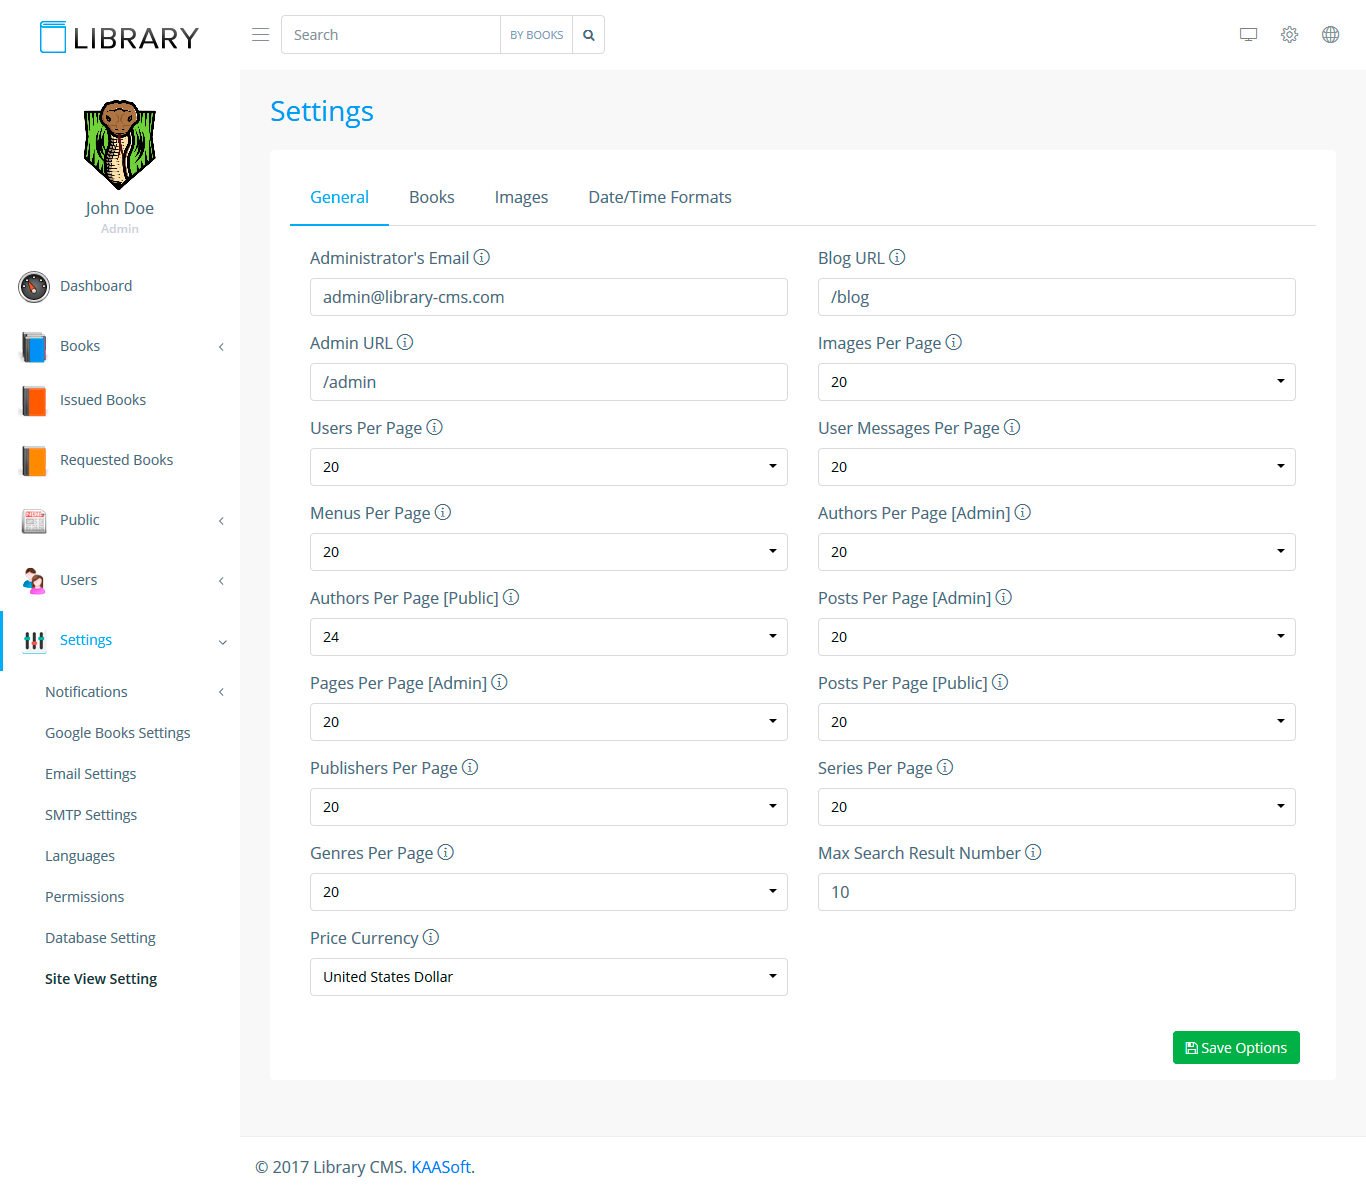 LIBRARY
Search BY BOOKS
John Doe
Admin
Dashboard
Books
Issued Books
Requested Books
Public
Users
Settings
Notifications
Google Books Settings
Email Settings
SMTP Settings
Languages
Permissions
Database Setting
Site View Setting
Settings
General Books Images Date/Time Formats
Administrator's Email
admin@library-cms.com
Blog URL
/blog
Admin URL
/admin
Images Per Page
20
Users Per Page
20
User Messages Per Page
20
Menus Per Page
20
Authors Per Page [Admin]
20
Authors Per Page [Public]
24
Posts Per Page [Admin]
20
Pages Per Page [Admin]
20
Posts Per Page [Public]
20
Publishers Per Page
20
Series Per Page
20
Genres Per Page
20
Max Search Result Number
10
Price Currency
United States Dollar
Save Options
© 2017 Library CMS. KAASoft.